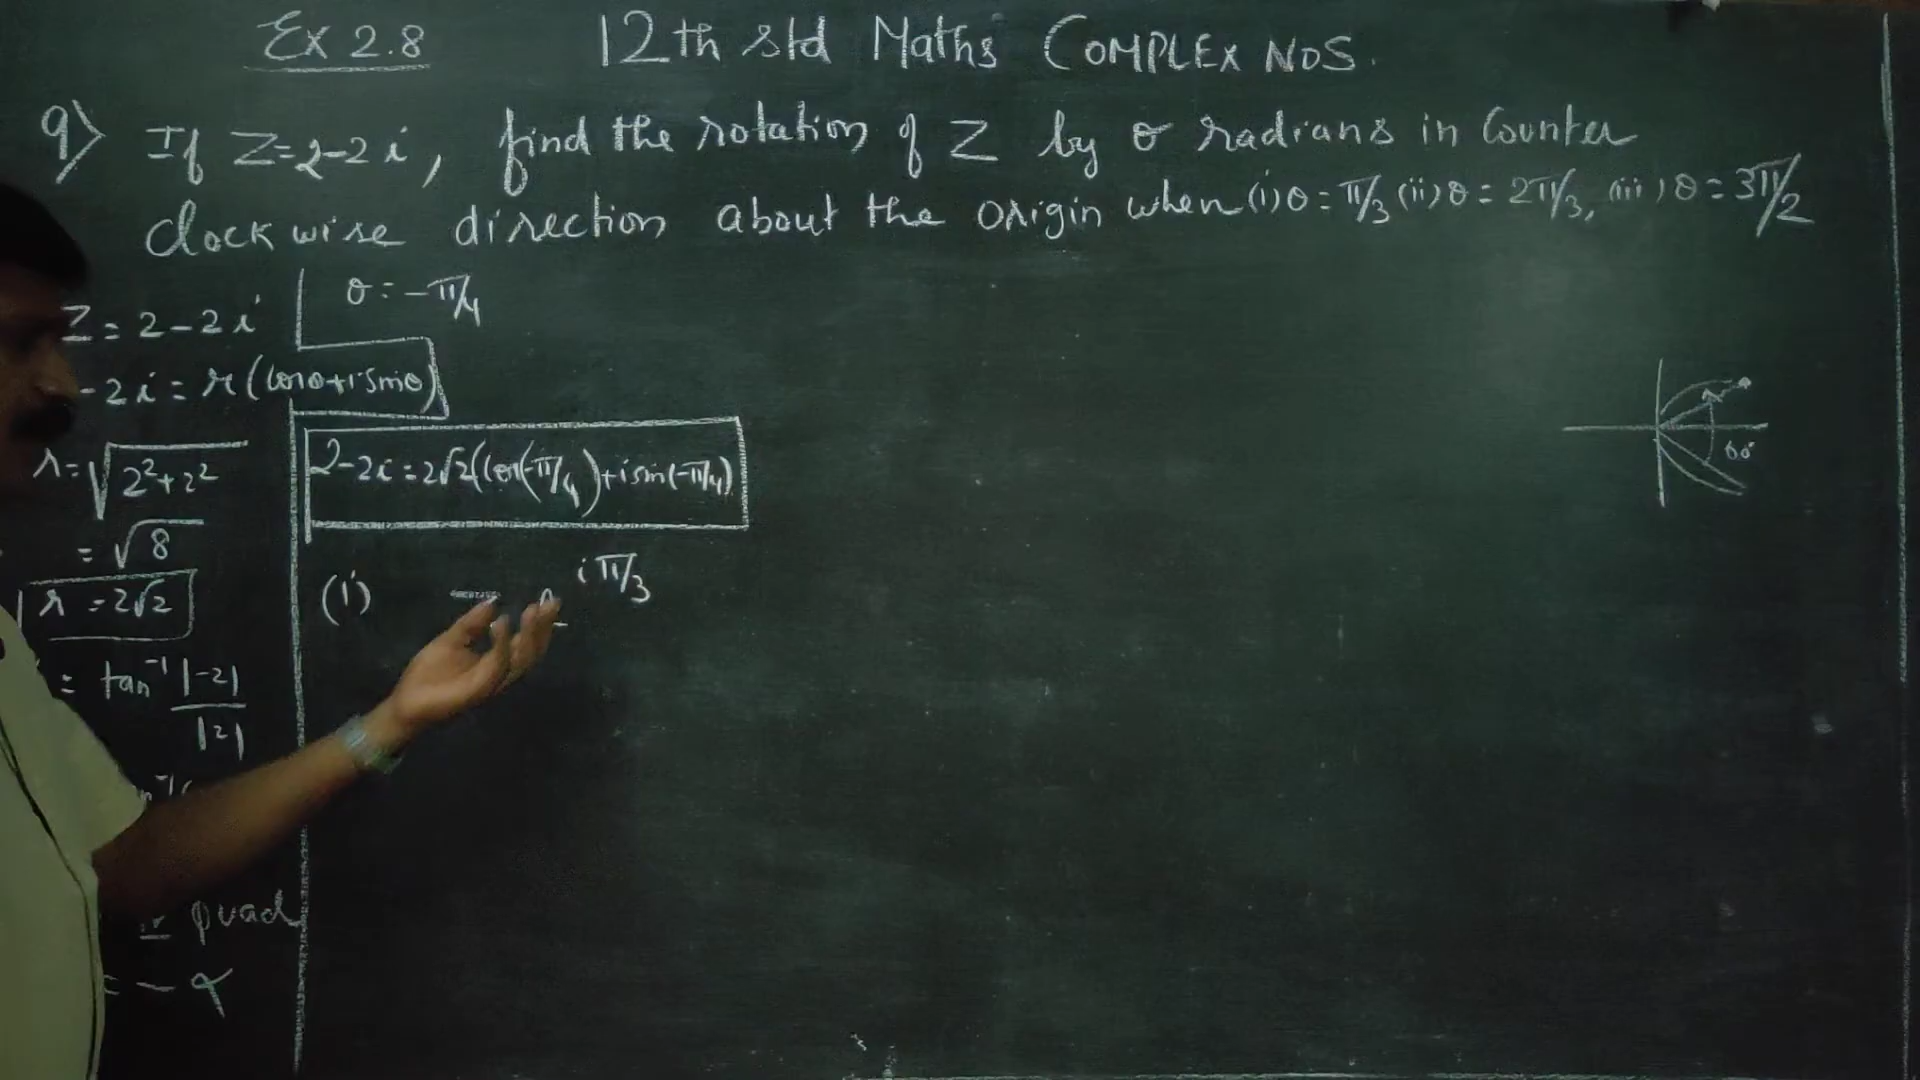 Ex 2.8 12th std Maths COMPLEX NOS.
9) If Z=2-2i, find the rotation of Z by θ radians in Counter
clockwise direction about the origin when (i) θ = π/3 (ii) θ = 2π/3, (iii) θ = 3π/2
Z = 2-2i
-2i = r(cosθ+isinθ)
r = √2²+2²
= √8
r = 2√2
= tan⁻¹ |-2|/|2|
quad
= -α
θ = -π/4
2-2i = 2√2(cos(-π/4)+isin(-π/4)
(i) iπ/3
60°